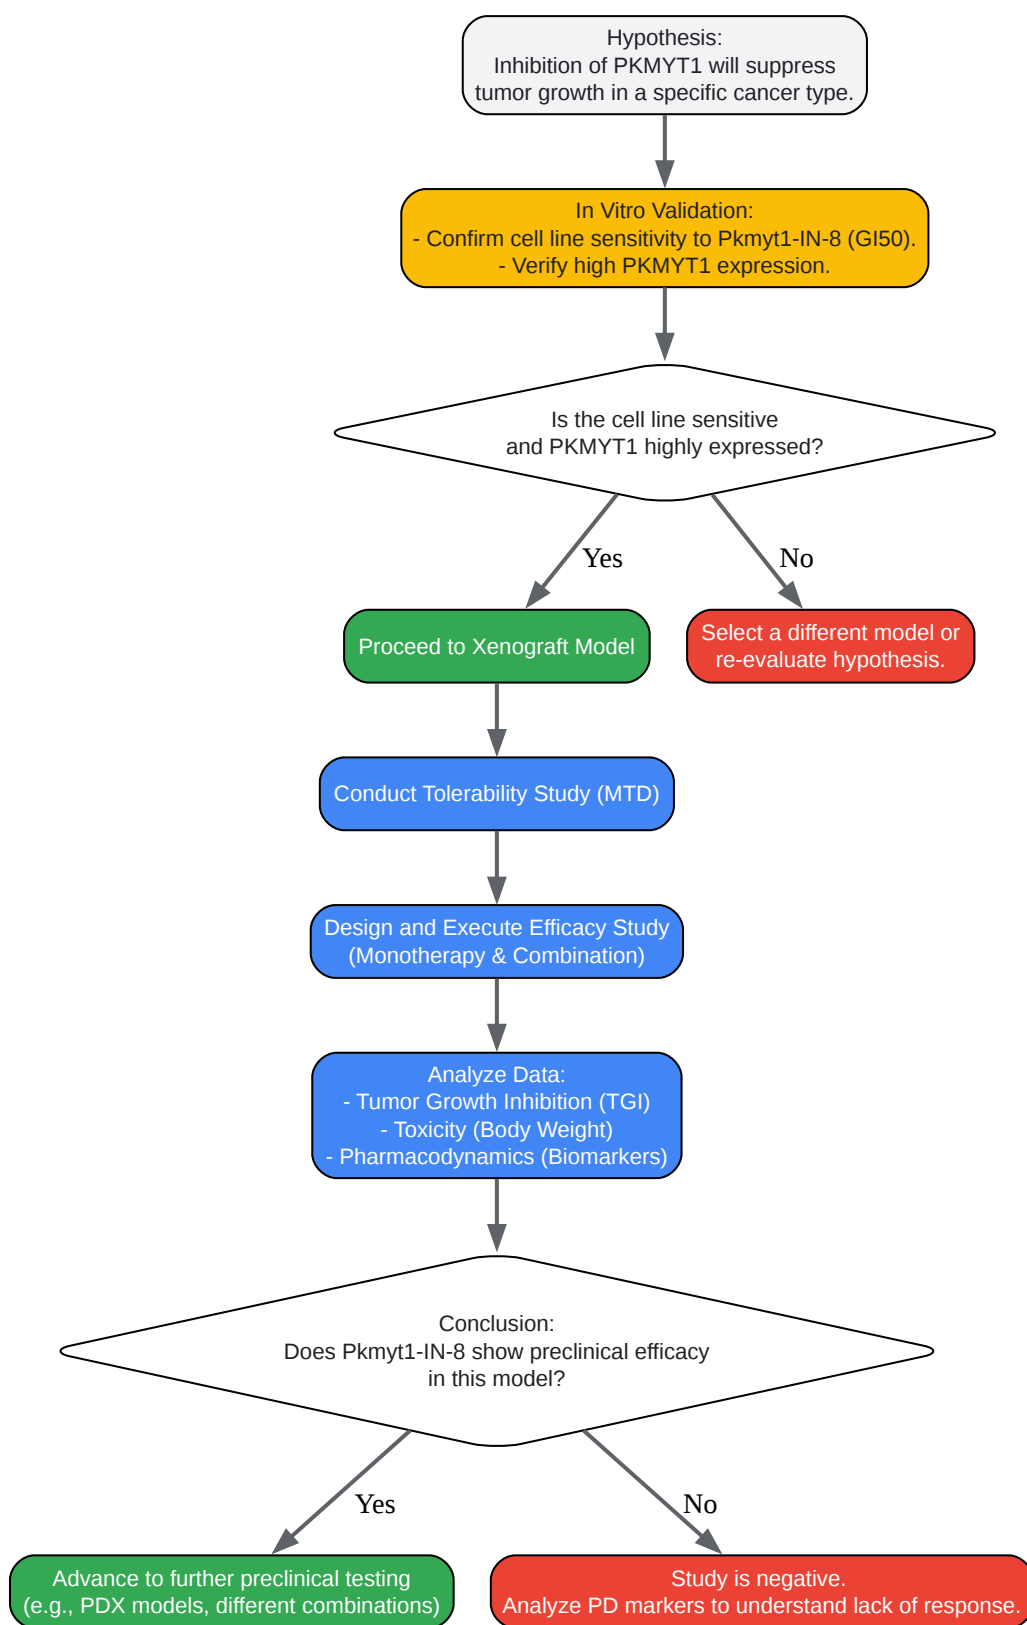 Hypothesis:
Inhibition of PKMYT1 will suppress
tumor growth in a specific cancer type.
In Vitro Validation:
- Confirm cell line sensitivity to Pkmyt1-IN-8 (GI50).
- Verify high PKMYT1 expression.
Is the cell line sensitive
and PKMYT1 highly expressed?
Yes
No
Proceed to Xenograft Model
Select a different model or
re-evaluate hypothesis.
Conduct Tolerability Study (MTD)
Design and Execute Efficacy Study
(Monotherapy & Combination)
Analyze Data:
- Tumor Growth Inhibition (TGI)
- Toxicity (Body Weight)
- Pharmacodynamics (Biomarkers)
Conclusion:
Does Pkmyt1-IN-8 show preclinical efficacy
in this model?
Yes
No
Advance to further preclinical testing
(e.g., PDX models, different combinations)
Study is negative.
Analyze PD markers to understand lack of response.